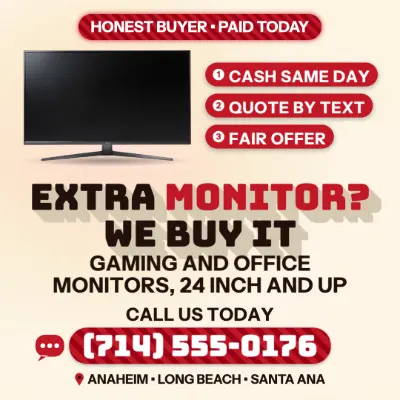 HONEST BUYER • PAID TODAY
1 CASH SAME DAY
2 QUOTE BY TEXT
3 FAIR OFFER
EXTRA MONITOR?
WE BUY IT
GAMING AND OFFICE
MONITORS, 24 INCH AND UP
CALL US TODAY
(714) 555-0176
ANAHEIM • LONG BEACH • SANTA ANA